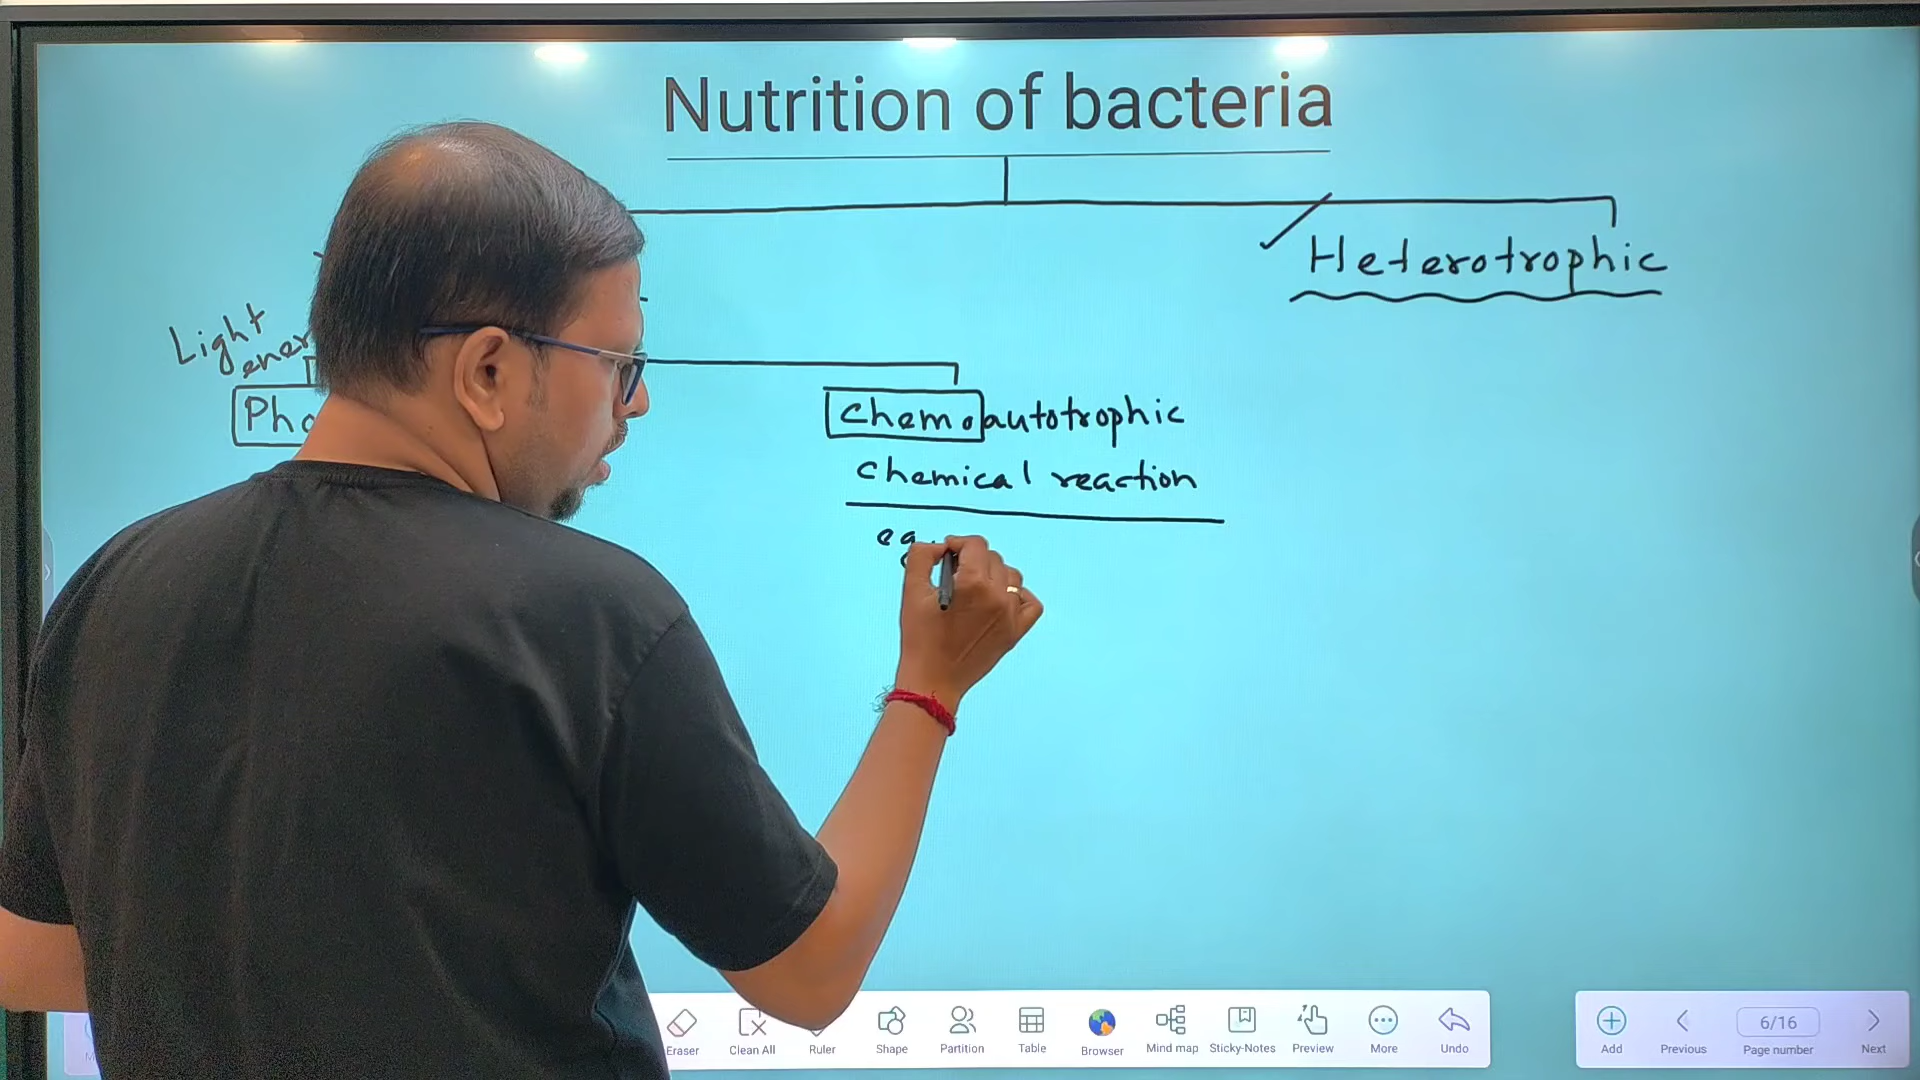 Nutrition of bacteria
Heterotrophic
Light
Chemoautotrophic
chemical reaction
eg
Eraser Clean All Ruler Shape Partition Table Browser Mind map Sticky-Notes Preview More Undo Add Previous Page number Next
6/16